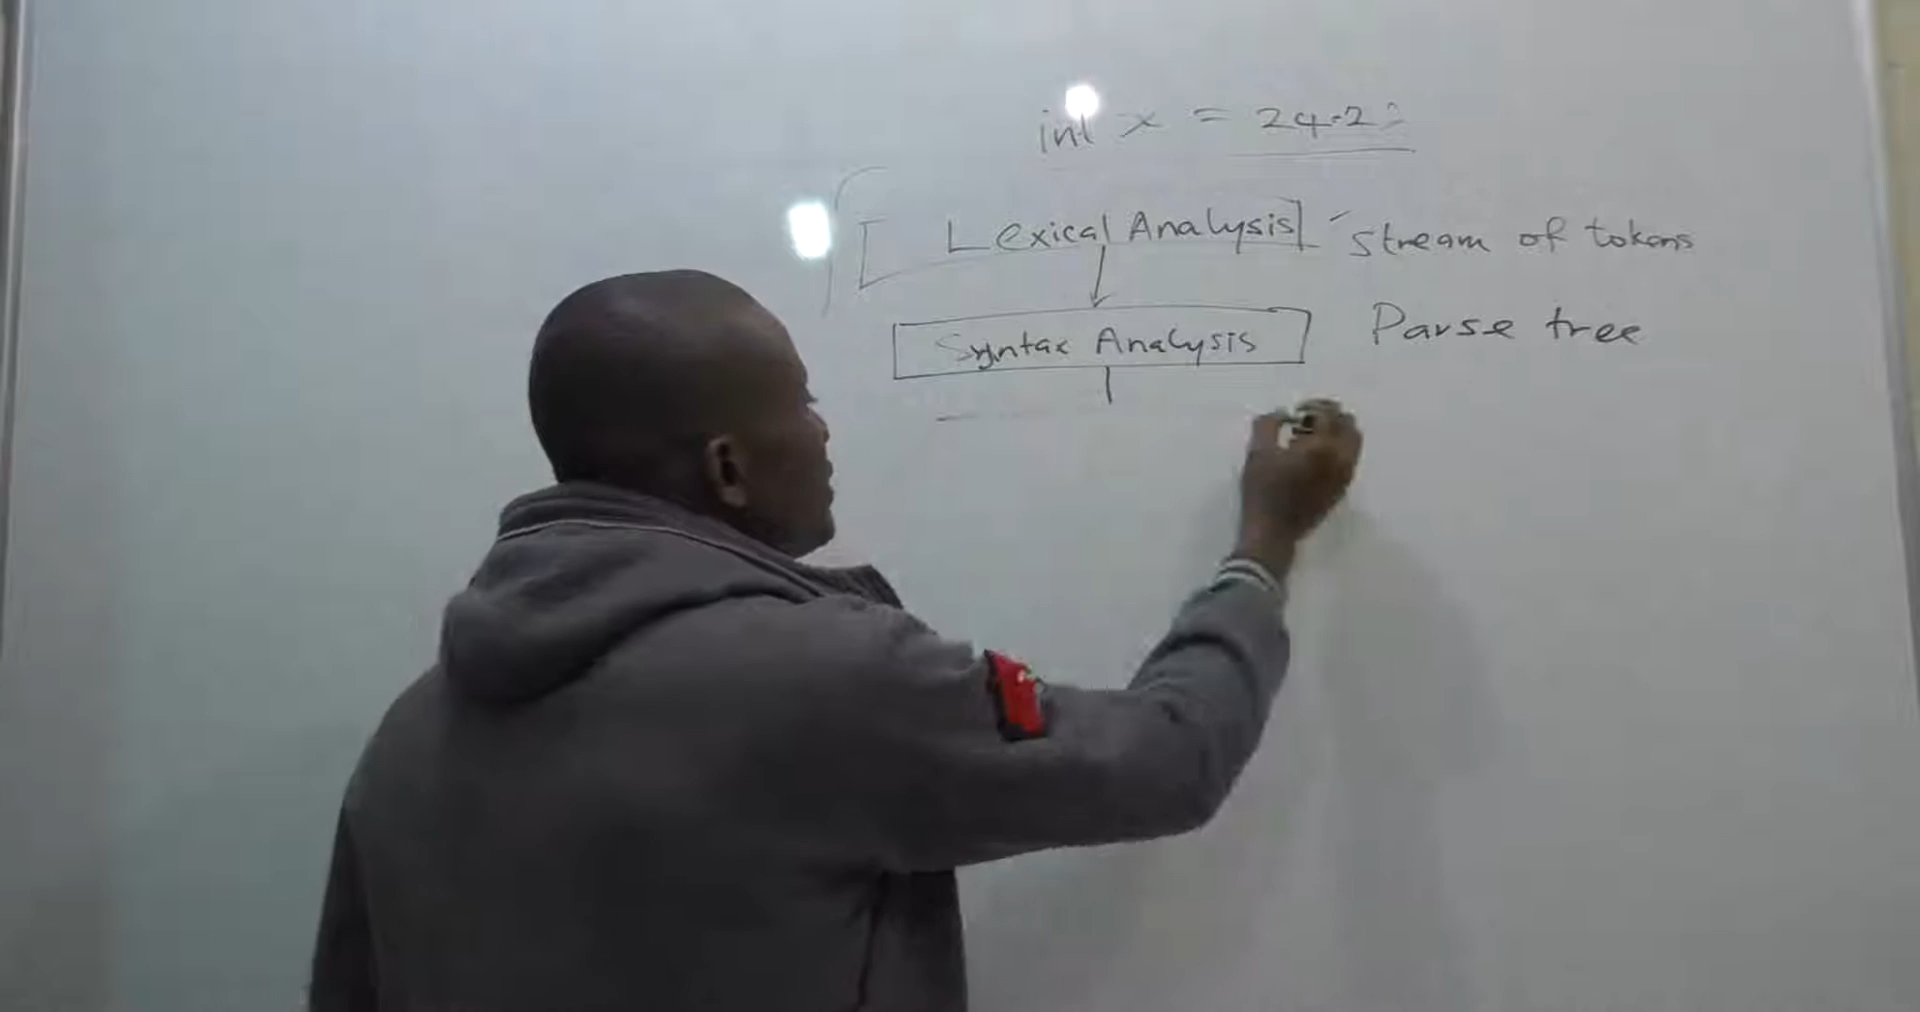 int x = 24.2;
Lexical Analysis stream of tokens
Syntax Analysis Parse tree